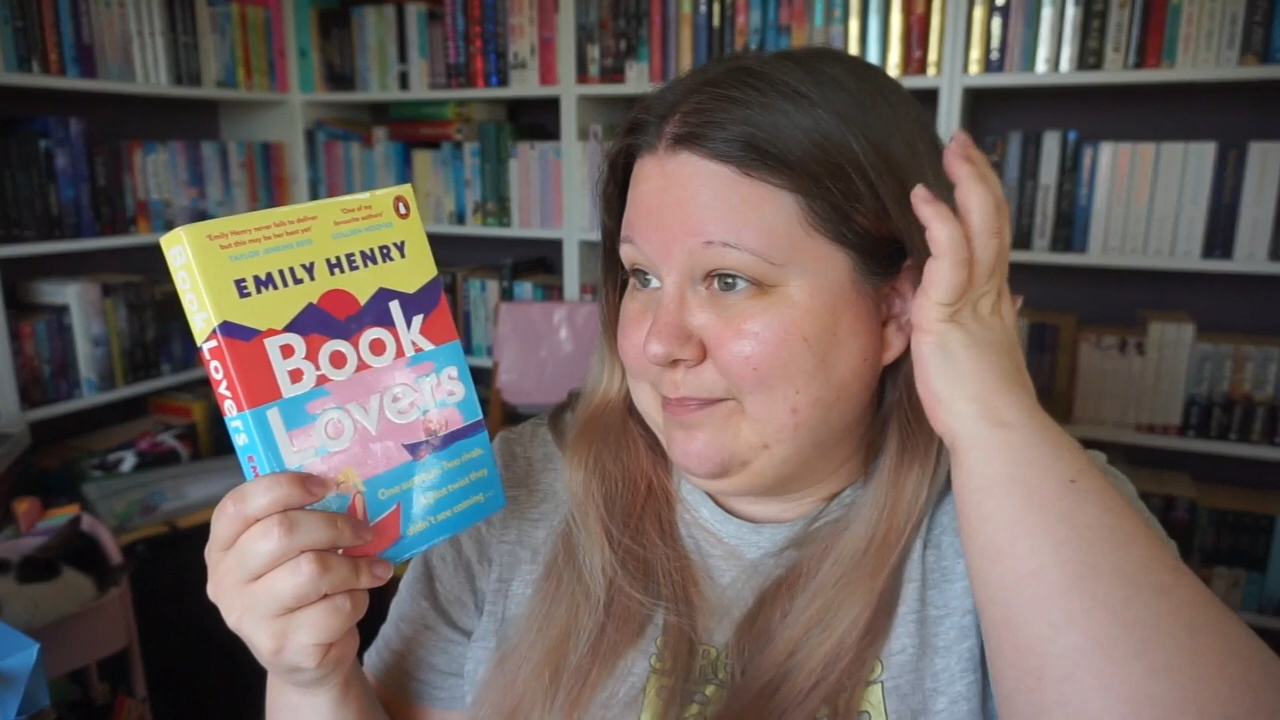 'Emily Henry never fails to deliver
but this may be her best yet'
TAYLOR JENKINS REID
'One of my
favourite authors'
COLLEEN HOOVER
EMILY HENRY
Book
Lovers
One summer. Two rivals.
plot twist they
didn't see coming...
Book Lovers